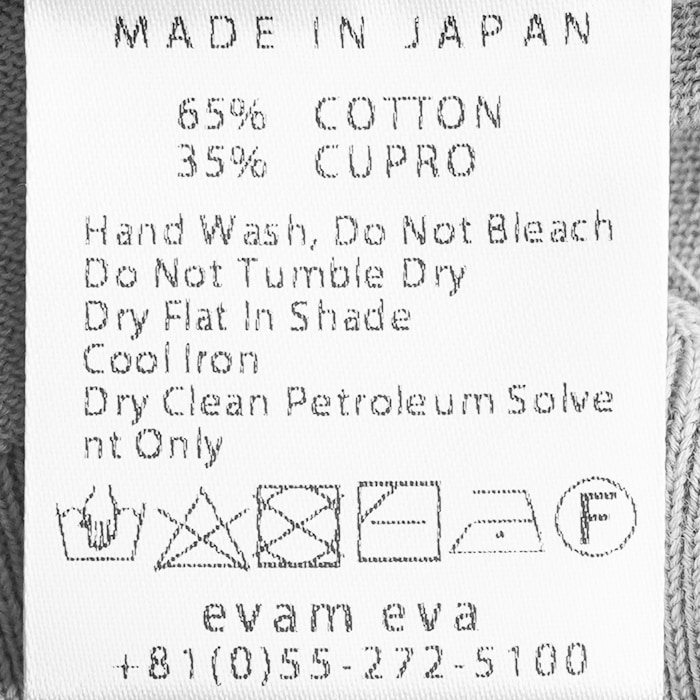 MADE IN JAPAN
65% COTTON
35% CUPRO
Hand Wash, Do Not Bleach
Do Not Tumble Dry
Dry Flat In Shade
Cool Iron
Dry Clean Petroleum Solve
nt Only
F
evam eva
+81(0)55-272-5100